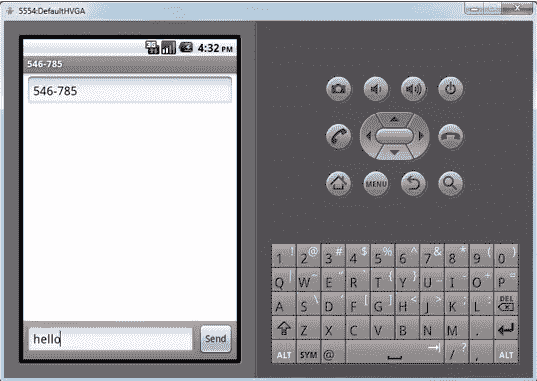 5554:DefaultHVGA
3G
4:32 PM
546-785
546-785
hello
Send
MENU
1 ! 2 @ 3 # 4 $ 5 % 6 ^ 7 & 8 * 9 ( 0 )
Q W ~ E " R T { Y } U _ I - O + P =
A S \ D ' F [ G ] H < J > K ; L : DEL
Z X C V B N M .
ALT SYM @ / ? , ALT